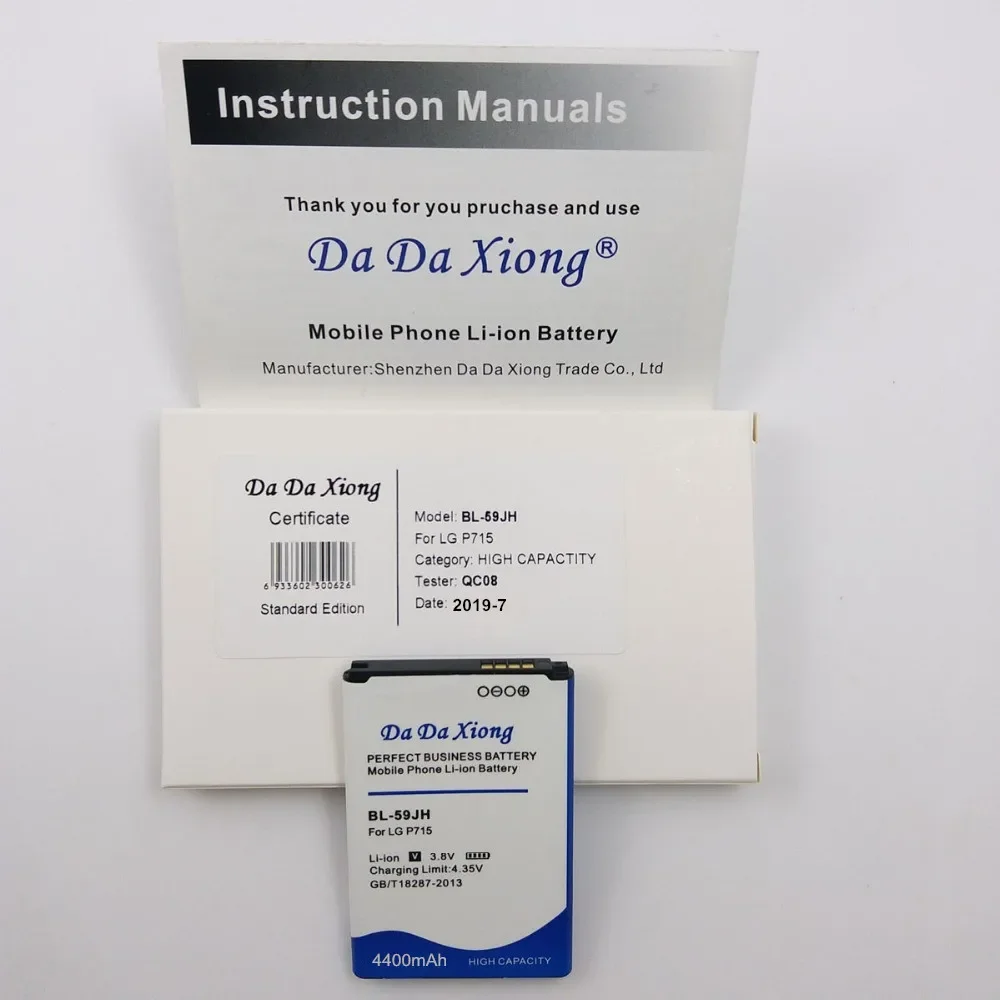 Instruction Manuals
Thank you for you pruchase and use
Da Da Xiong®
Mobile Phone Li-ion Battery
Manufacturer:Shenzhen Da Da Xiong Trade Co., Ltd
Da Da Xiong
Certificate
6 933602 300626
Standard Edition
Model: BL-59JH
For LG P715
Category: HIGH CAPACTITY
Tester: QC08
Date: 2019-7
Da Da Xiong
PERFECT BUSINESS BATTERY
Mobile Phone Li-ion Battery
BL-59JH
For LG P715
Li-ion V 3.8V
Charging Limit:4.35V
GB/T18287-2013
4400mAh HIGH CAPACITY